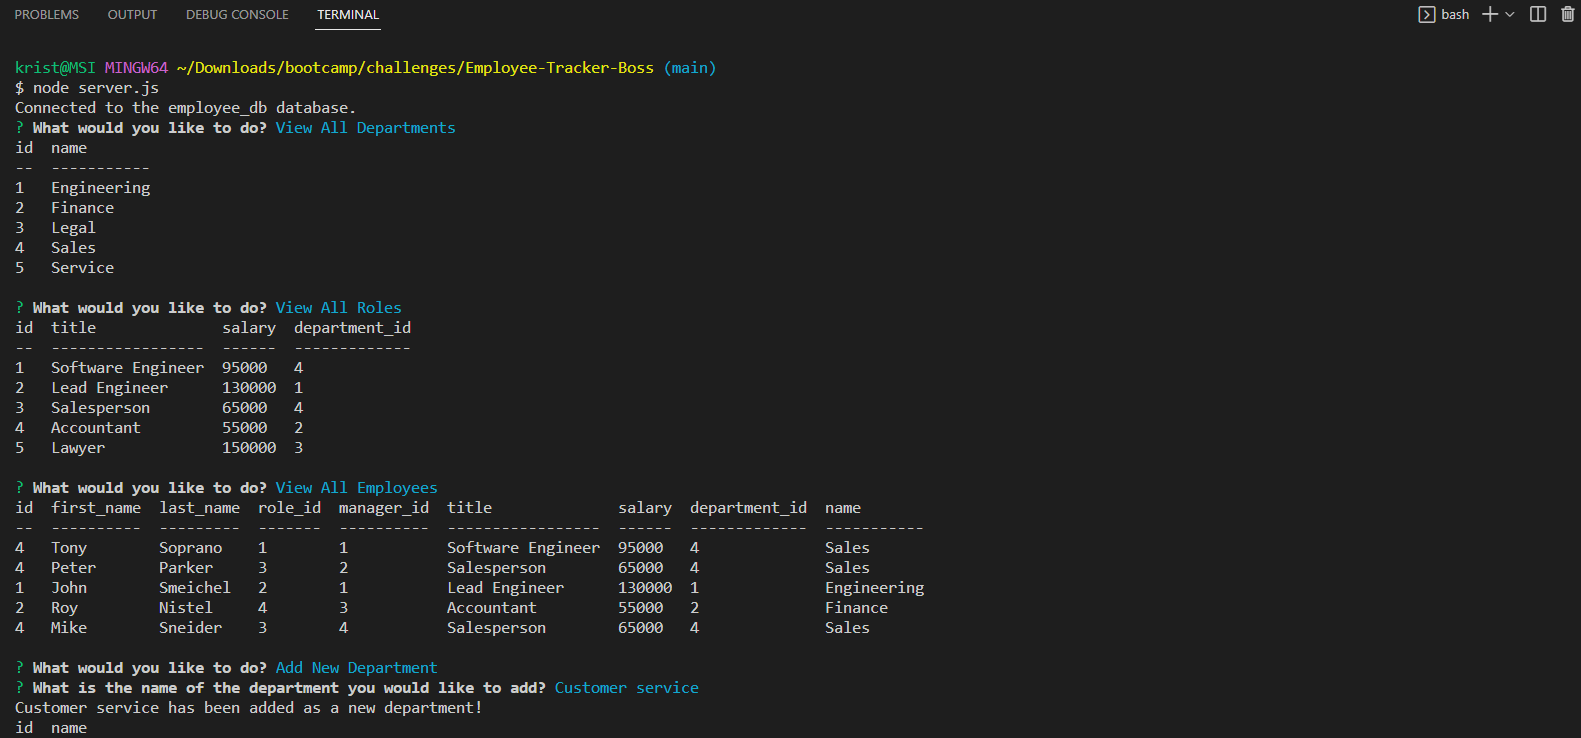 PROBLEMS OUTPUT DEBUG CONSOLE TERMINAL bash
krist@MSI MINGW64 ~/Downloads/bootcamp/challenges/Employee-Tracker-Boss (main)
$ node server.js
Connected to the employee_db database.
? What would you like to do? View All Departments
id  name
--  -----------
1   Engineering
2   Finance
3   Legal
4   Sales
5   Service
? What would you like to do? View All Roles
id  title              salary  department_id
--  -----------------  ------  -------------
1   Software Engineer  95000   4
2   Lead Engineer      130000  1
3   Salesperson        65000   4
4   Accountant         55000   2
5   Lawyer             150000  3
? What would you like to do? View All Employees
id  first_name  last_name  role_id  manager_id  title              salary  department_id  name
--  ----------  ---------  -------  ----------  -----------------  ------  -------------  -----------
4   Tony        Soprano    1        1           Software Engineer  95000   4              Sales
4   Peter       Parker     3        2           Salesperson        65000   4              Sales
1   John        Smeichel   2        1           Lead Engineer      130000  1              Engineering
2   Roy         Nistel     4        3           Accountant         55000   2              Finance
4   Mike        Sneider    3        4           Salesperson        65000   4              Sales
? What would you like to do? Add New Department
? What is the name of the department you would like to add? Customer service
Customer service has been added as a new department!
id  name